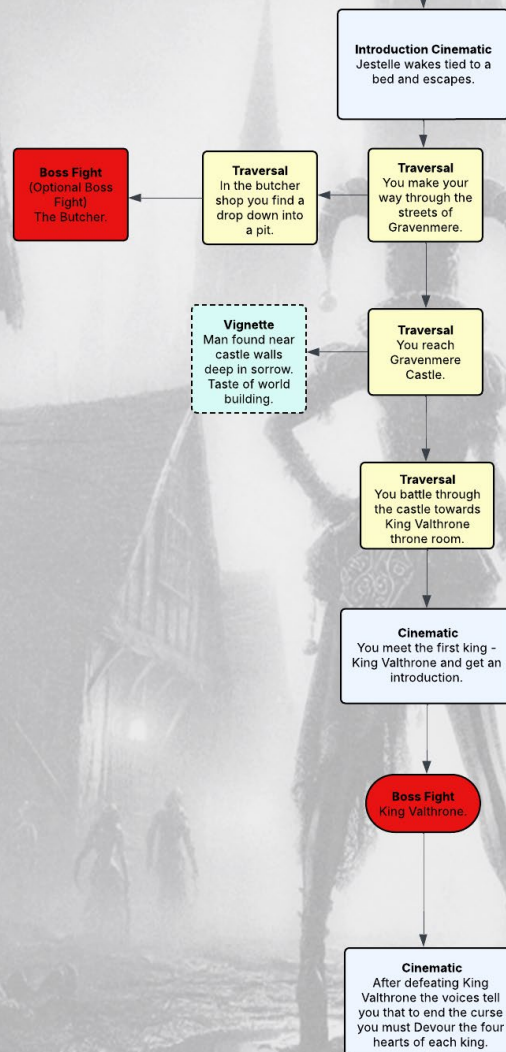 Introduction Cinematic
Jestelle wakes tied to a
bed and escapes.
Boss Fight
(Optional Boss
Fight)
The Butcher.
Traversal
In the butcher
shop you find a
drop down into
a pit.
Traversal
You make your
way through the
streets of
Gravenmere.
Vignette
Man found near
castle walls
deep in sorrow.
Taste of world
building.
Traversal
You reach
Gravenmere
Castle.
Traversal
You battle through
the castle towards
King Valthrone
throne room.
Cinematic
You meet the first king -
King Valthrone and get an
introduction.
Boss Fight
King Valthrone.
Cinematic
After defeating King
Valthrone the voices tell
you that to end the curse
you must Devour the four
hearts of each king.